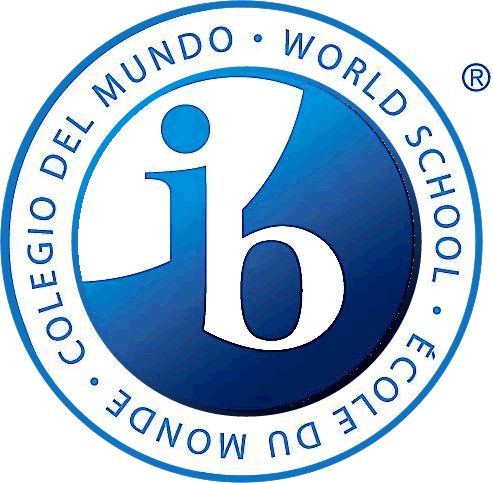 COLEGIO DEL MUNDO · WORLD SCHOOL · ÉCOLE DU MONDE ·
®
ib